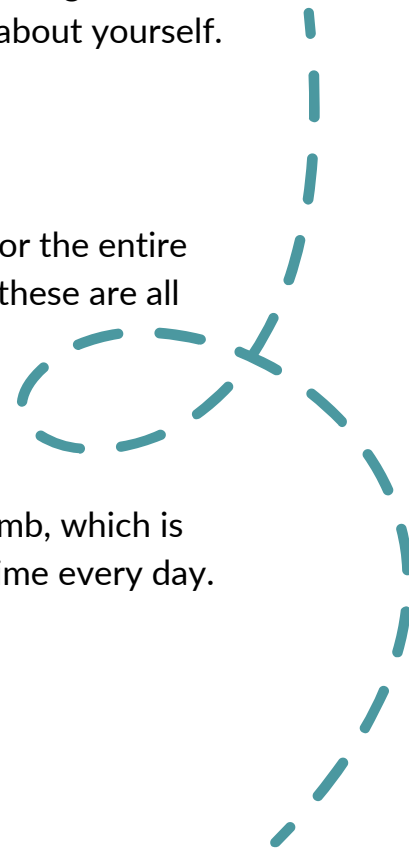 about yourself.
or the entire
these are all
mb, which is
ime every day.